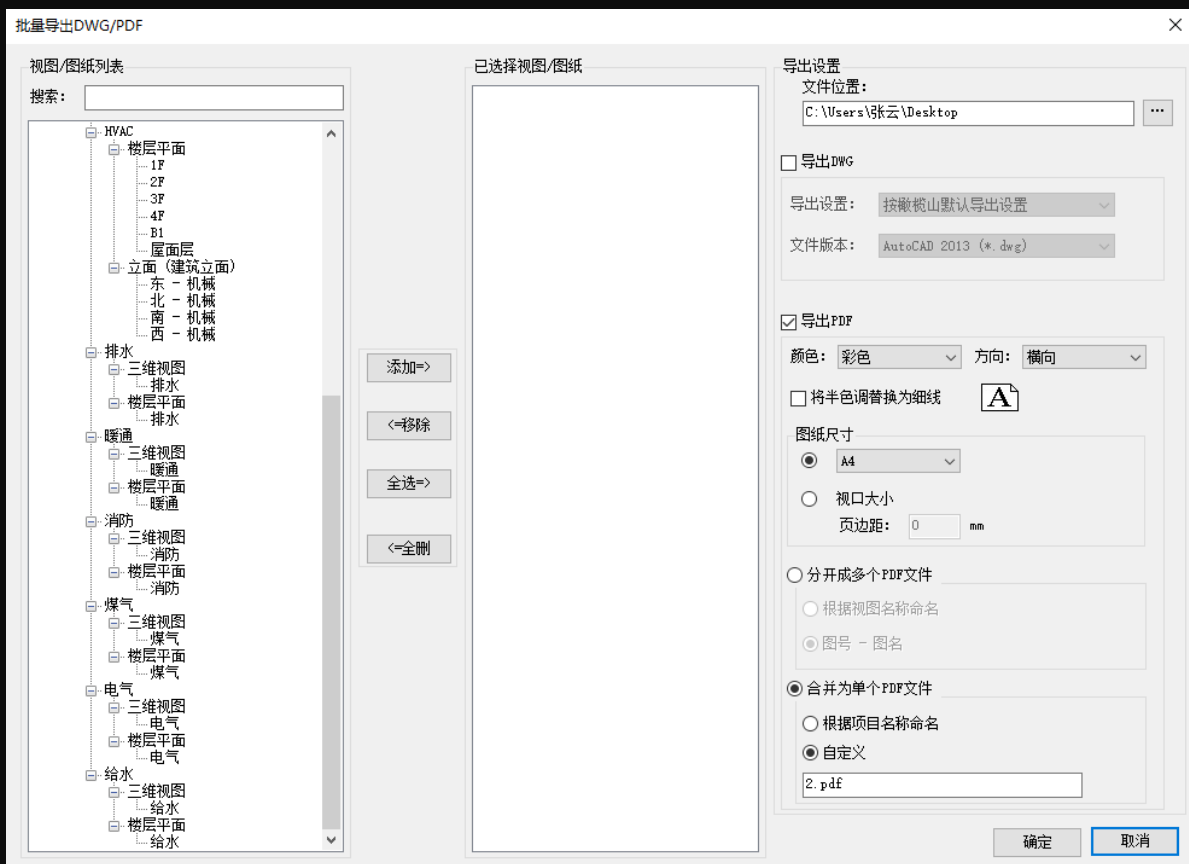 批量导出DWG/PDF
视图/图纸列表
搜索：
HVAC
楼层平面
1F
2F
3F
4F
B1
屋面层
立面 (建筑立面)
东 - 机械
北 - 机械
南 - 机械
西 - 机械
排水
三维视图
排水
楼层平面
排水
暖通
三维视图
暖通
楼层平面
暖通
消防
三维视图
消防
楼层平面
消防
煤气
三维视图
煤气
楼层平面
煤气
电气
三维视图
电气
楼层平面
电气
给水
三维视图
给水
楼层平面
给水
添加=>
<=移除
全选=>
<=全删
已选择视图/图纸
导出设置
文件位置：
C:\Users\张云\Desktop
...
导出DWG
导出设置： 按橄榄山默认导出设置
文件版本： AutoCAD 2013 (*.dwg)
导出PDF
颜色： 彩色 方向： 横向
将半色调替换为细线 A
图纸尺寸
A4
视口大小
页边距： 0 mm
分开成多个PDF文件
根据视图名称命名
图号 - 图名
合并为单个PDF文件
根据项目名称命名
自定义
2.pdf
确定 取消